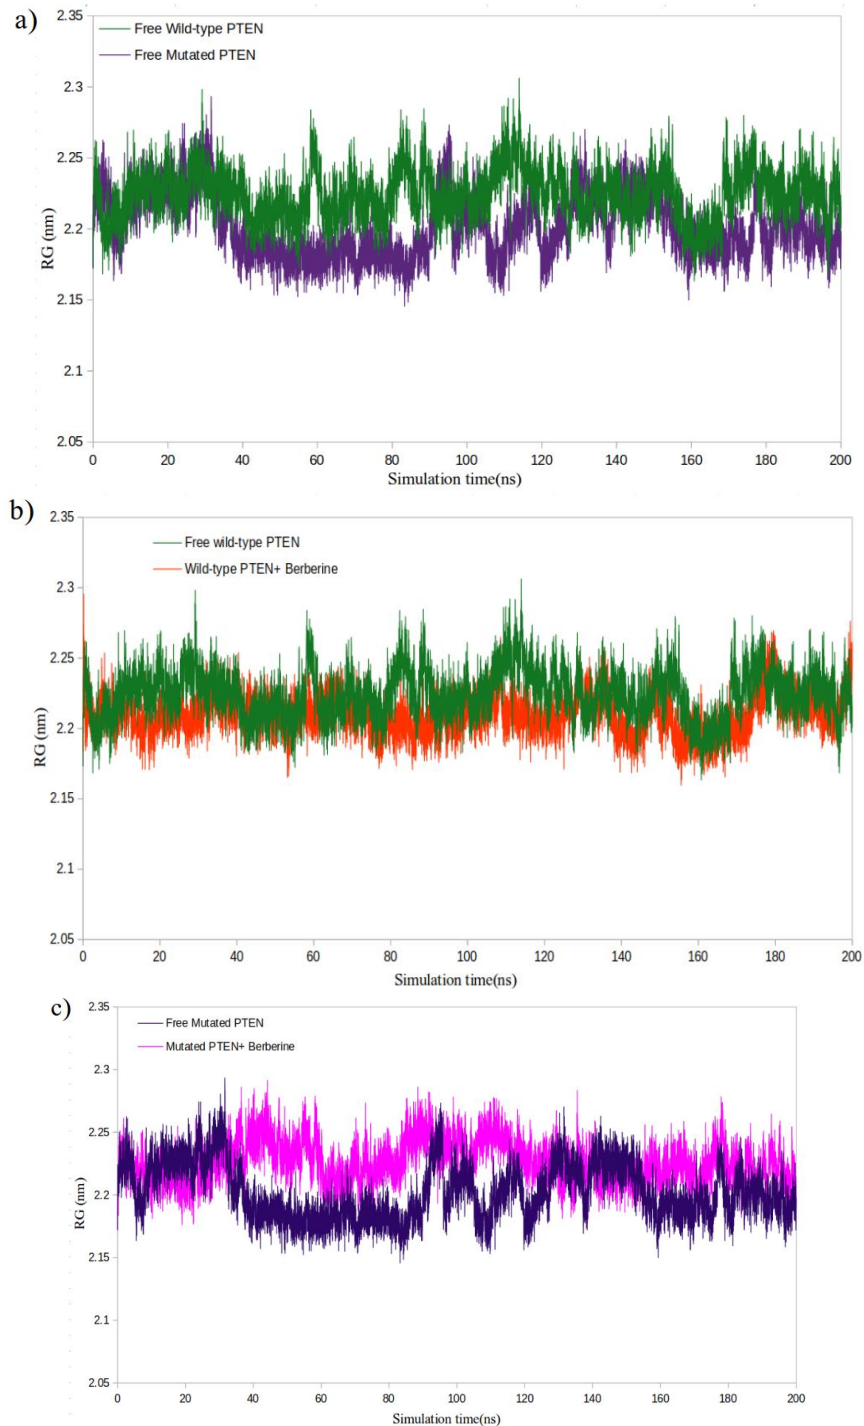 a)
2.35
Free Wild-type PTEN
Free Mutated PTEN
2.3
2.25
2.2
2.15
2.1
2.05
RG (nm)
0 20 40 60 80 100 120 140 160 180 200
Simulation time(ns)
b)
2.35
Free wild-type PTEN
Wild-type PTEN+ Berberine
2.3
2.25
2.2
2.15
2.1
2.05
RG (nm)
0 20 40 60 80 100 120 140 160 180 200
Simulation time(ns)
c)
2.35
Free Mutated PTEN
Mutated PTEN+ Berberine
2.3
2.25
2.2
2.15
2.1
2.05
RG (nm)
0 20 40 60 80 100 120 140 160 180 200
Simulation time(ns)